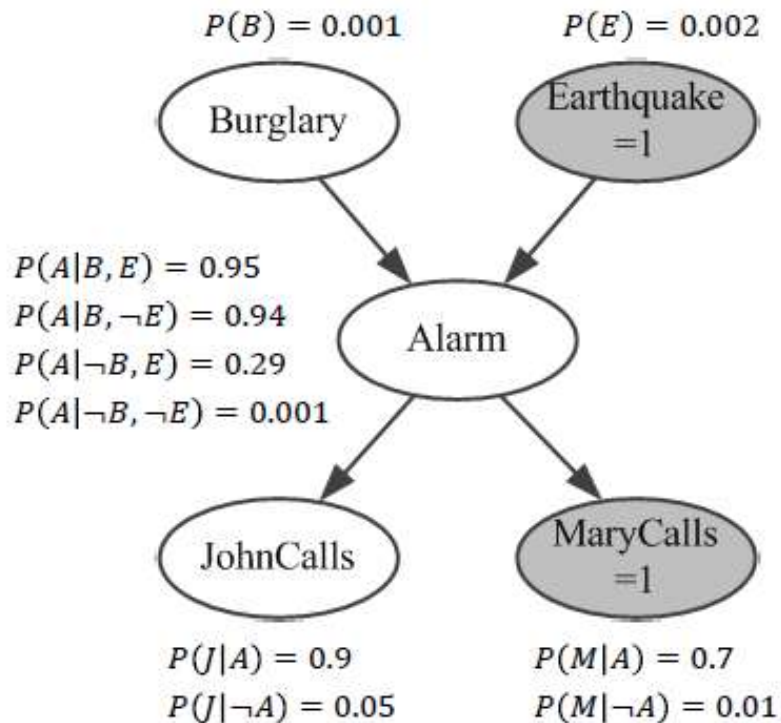 P(B) = 0.001
P(E) = 0.002
Burglary
Earthquake
=1
P(A|B, E) = 0.95
P(A|B, ¬E) = 0.94
P(A|¬B, E) = 0.29
P(A|¬B, ¬E) = 0.001
Alarm
JohnCalls
MaryCalls
=1
P(J|A) = 0.9
P(J|¬A) = 0.05
P(M|A) = 0.7
P(M|¬A) = 0.01